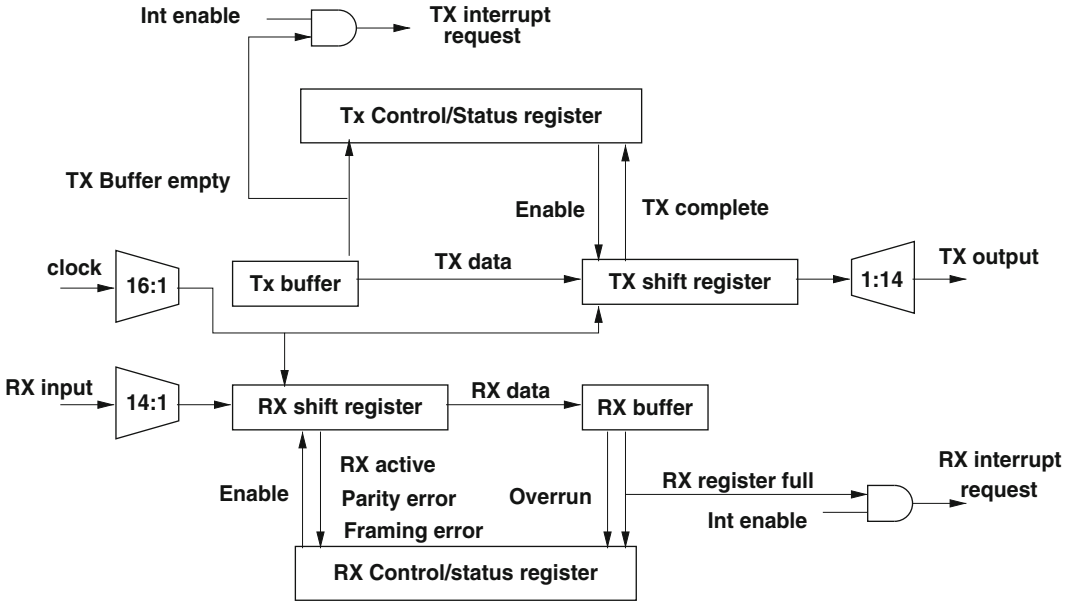 Int enable
TX interrupt
request
Tx Control/Status register
TX Buffer empty
Enable
TX complete
clock
16:1
Tx buffer
TX data
TX shift register
1:14
TX output
RX input
14:1
RX shift register
RX data
RX buffer
Enable
RX active
Parity error
Framing error
Overrun
RX register full
Int enable
RX interrupt
request
RX Control/status register